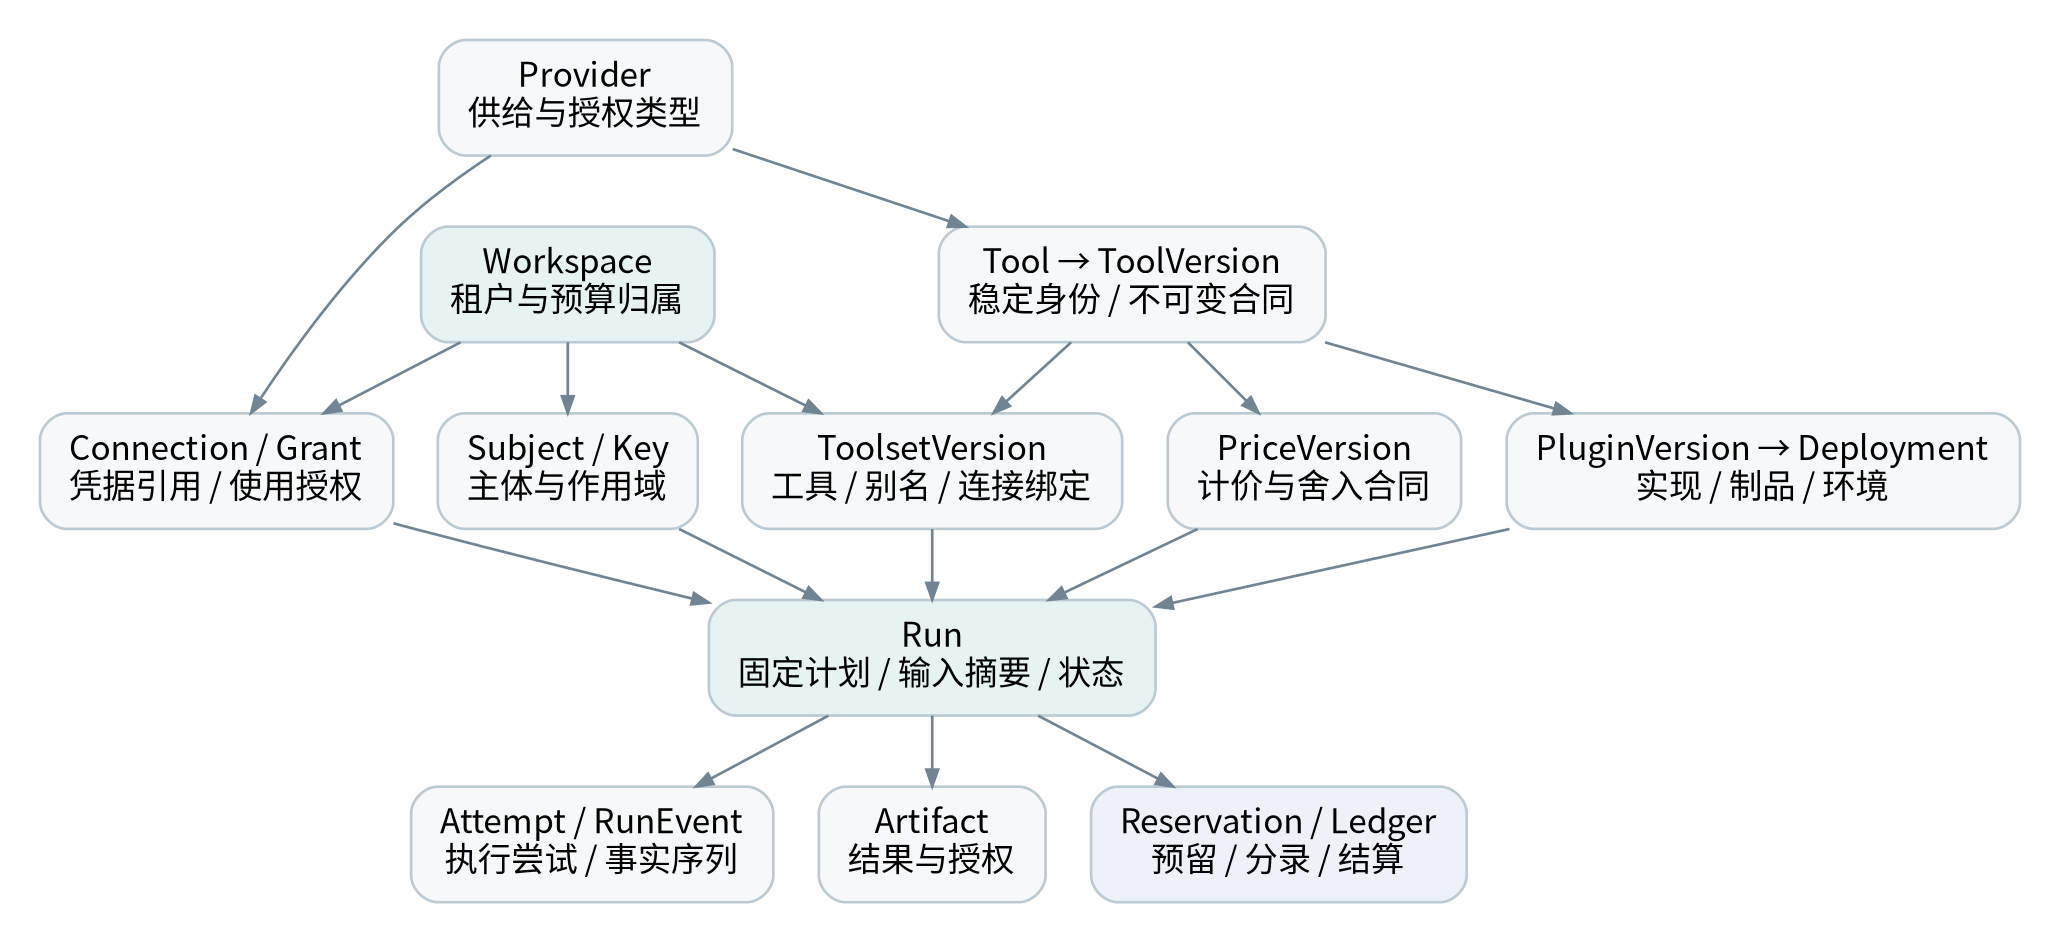 Provider
供给与授权类型
Workspace
租户与预算归属
Tool → ToolVersion
稳定身份 / 不可变合同
Connection / Grant
凭据引用 / 使用授权
Subject / Key
主体与作用域
ToolsetVersion
工具 / 别名 / 连接绑定
PriceVersion
计价与舍入合同
PluginVersion → Deployment
实现 / 制品 / 环境
Run
固定计划 / 输入摘要 / 状态
Attempt / RunEvent
执行尝试 / 事实序列
Artifact
结果与授权
Reservation / Ledger
预留 / 分录 / 结算